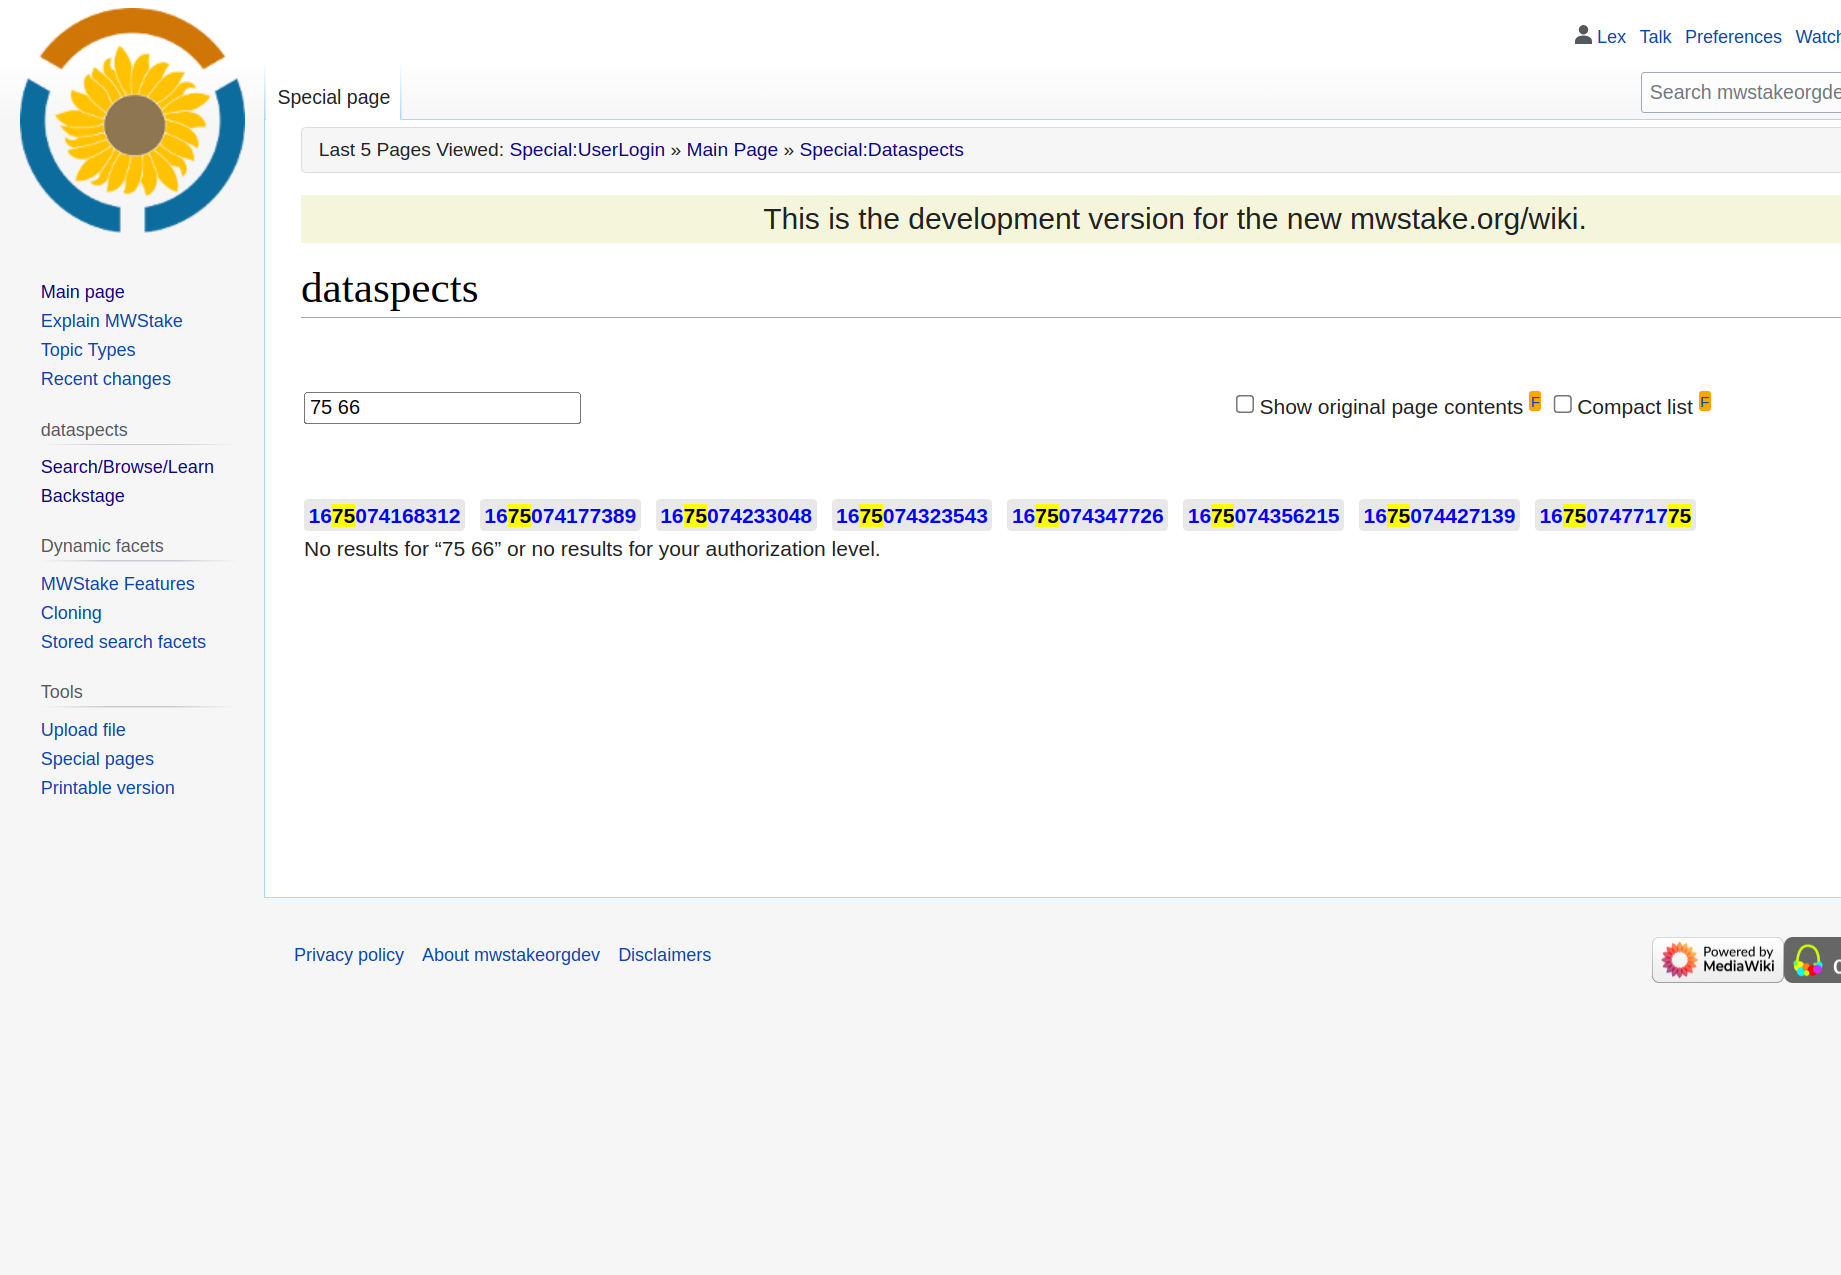 Lex Talk Preferences Watch
Special page
Search mwstakeorgde
Last 5 Pages Viewed: Special:UserLogin » Main Page » Special:Dataspects
This is the development version for the new mwstake.org/wiki.
dataspects
Main page
Explain MWStake
Topic Types
Recent changes
dataspects
Search/Browse/Learn
Backstage
Dynamic facets
MWStake Features
Cloning
Stored search facets
Tools
Upload file
Special pages
Printable version
75 66
Show original page contents F Compact list F
1675074168312 1675074177389 1675074233048 1675074323543 1675074347726 1675074356215 1675074427139 1675074771775
No results for “75 66” or no results for your authorization level.
Privacy policy About mwstakeorgdev Disclaimers
Powered by
MediaWiki